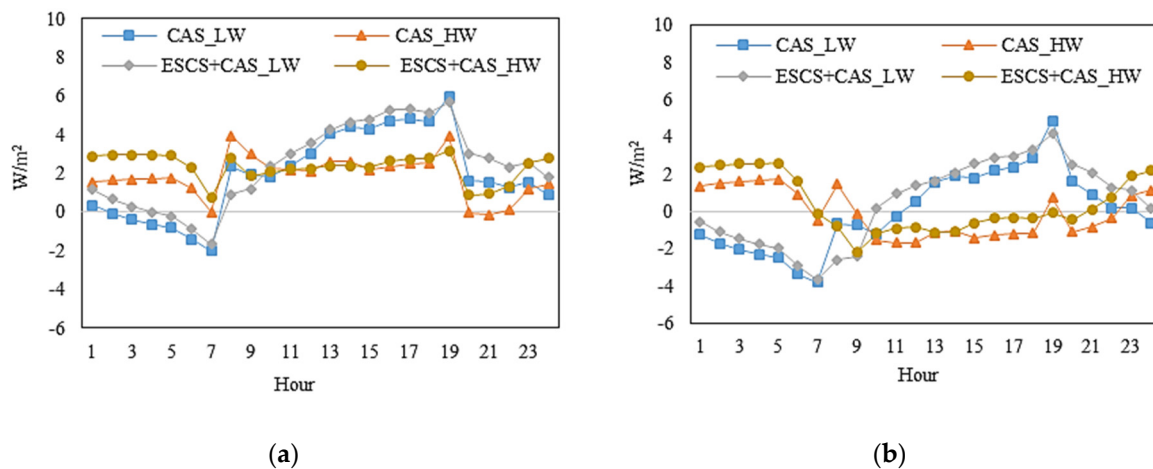 10
8
6
4
2
0
-2
-4
-6
W/m²
CAS_LW
CAS_HW
ESCS+CAS_LW
ESCS+CAS_HW
1 3 5 7 9 11 13 15 17 19 21 23
Hour
(a)
10
8
6
4
2
0
-2
-4
-6
W/m²
CAS_LW
CAS_HW
ESCS+CAS_LW
ESCS+CAS_HW
1 3 5 7 9 11 13 15 17 19 21 23
Hour
(b)